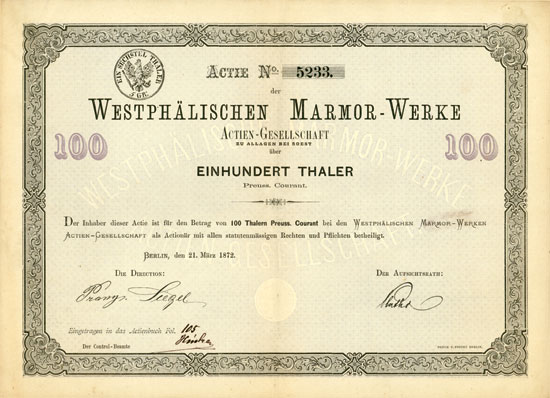 EIN SECHSTEL THALER
5 GR.
ACTIE No. 5233.
der
WESTPHÄLISCHEN MARMOR-WERKE
ACTIEN-GESELLSCHAFT
ZU ALLAGEN BEI SOEST
über
100 EINHUNDERT THALER 100
Preuss. Courant.
Der Inhaber dieser Actie ist für den Betrag von 100 Thalern Preuss. Courant bei den WESTPHÄLISCHEN MARMOR-WERKEN
ACTIEN-GESELLSCHAFT als Actionär mit allen statutenmässigen Rechten und Pflichten betheiligt.
BERLIN, den 21. März 1872.
DIE DIRECTION: DER AUFSICHTSRATH:
Eingetragen in das Actienbuch Fol. 105
Der Control-Beamte